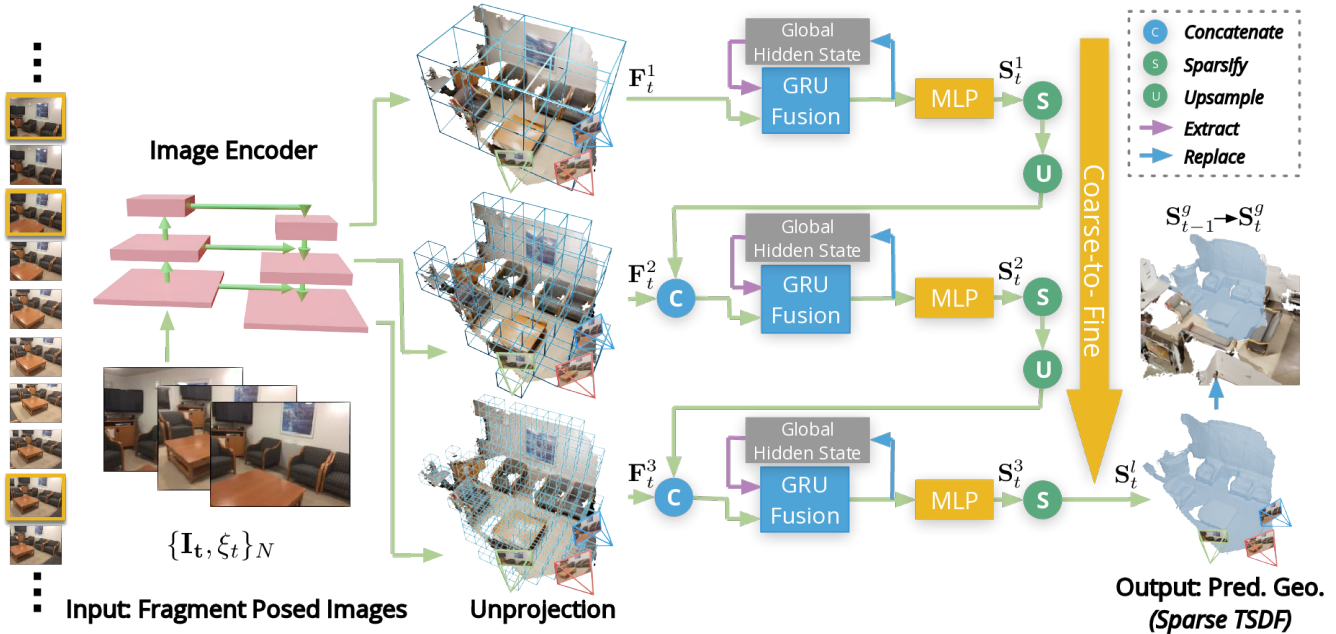 Image Encoder
{I_t, ξ_t}_N
Input: Fragment Posed Images
Unprojection
F_t^1
Global
Hidden State
GRU
Fusion
MLP
S_t^1
S
U
F_t^2
C
Global
Hidden State
GRU
Fusion
MLP
S_t^2
S
U
F_t^3
C
Global
Hidden State
GRU
Fusion
MLP
S_t^3
S
Coarse-to- Fine
S_t^l
C Concatenate
S Sparsify
U Upsample
Extract
Replace
S_{t-1}^g → S_t^g
Output: Pred. Geo.
(Sparse TSDF)